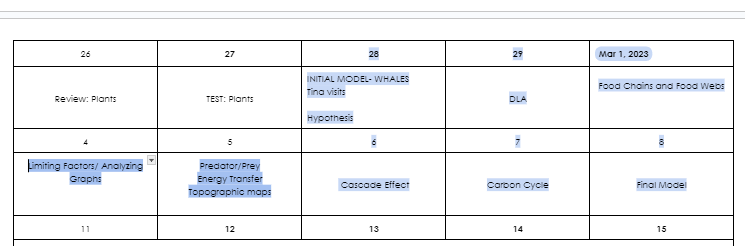 26 27 28 29 Mar 1, 2023
Review: Plants
TEST: Plants
INITIAL MODEL- WHALES
Tina visits
Hypothesis
DLA
Food Chains and Food Webs
4 5 6 7 8
Limiting Factors/ Analyzing
Graphs
Predator/Prey
Energy Transfer
Topographic maps
Cascade Effect
Carbon Cycle
Final Model
11 12 13 14 15